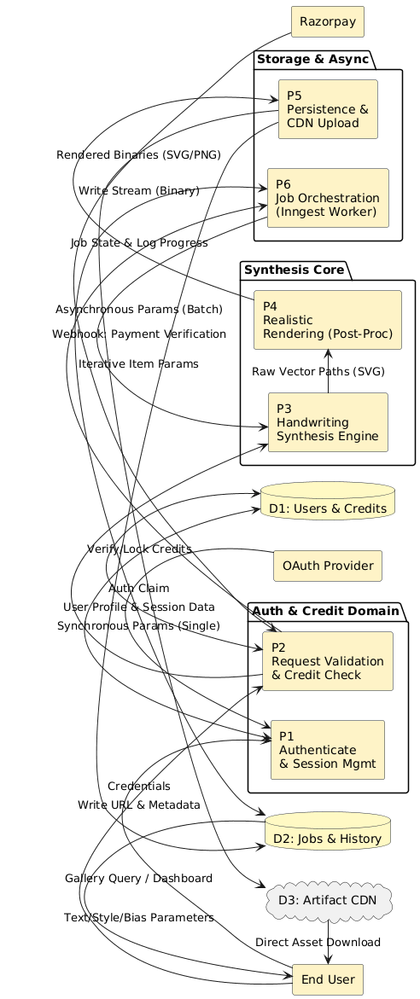 Razorpay
Storage & Async
P5
Persistence &
CDN Upload
Rendered Binaries (SVG/PNG)
P6
Job Orchestration
(Inngest Worker)
Write Stream (Binary)
Job State & Log Progress
Synthesis Core
P4
Realistic
Rendering (Post-Proc)
Asynchronous Params (Batch)
Webhook: Payment Verification
Iterative Item Params
Raw Vector Paths (SVG)
P3
Handwriting
Synthesis Engine
D1: Users & Credits
Verify/Lock Credits
OAuth Provider
Auth Claim
User Profile & Session Data
Auth & Credit Domain
Synchronous Params (Single)
P2
Request Validation
& Credit Check
P1
Authenticate
& Session Mgmt
Credentials
Write URL & Metadata
D2: Jobs & History
Gallery Query / Dashboard
D3: Artifact CDN
Text/Style/Bias Parameters
Direct Asset Download
End User